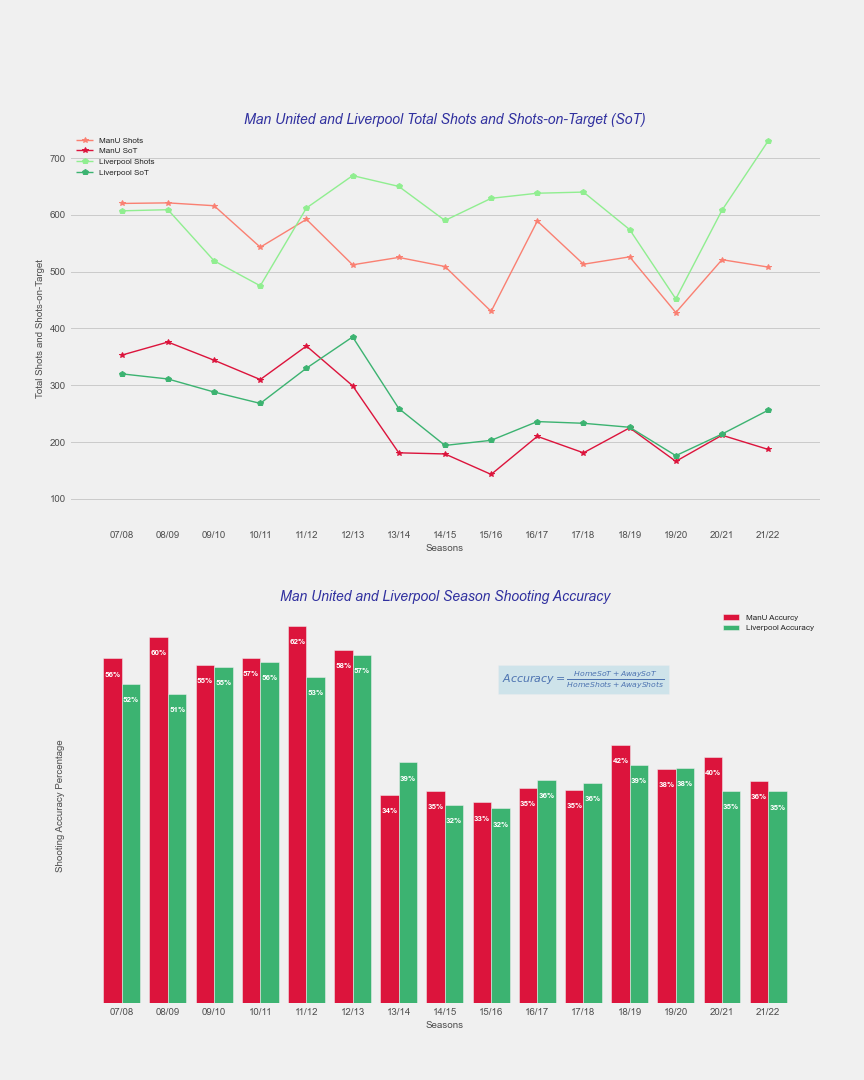 Man United and Liverpool Total Shots and Shots-on-Target (SoT)
ManU Shots
ManU SoT
Liverpool Shots
Liverpool SoT
Total Shots and Shots-on-Target
700
600
500
400
300
200
100
07/08 08/09 09/10 10/11 11/12 12/13 13/14 14/15 15/16 16/17 17/18 18/19 19/20 20/21 21/22
Seasons
Man United and Liverpool Season Shooting Accuracy
ManU Accurcy
Liverpool Accuracy
Accuracy = HomeSoT + AwaySoT
HomeShots + AwayShots
Shooting Accuracy Percentage
56% 52% 60% 51% 55% 55% 57% 56% 62% 53% 58% 57% 34% 39% 35% 32% 33% 32% 35% 36% 35% 36% 42% 39% 38% 38% 40% 35% 36% 35%
07/08 08/09 09/10 10/11 11/12 12/13 13/14 14/15 15/16 16/17 17/18 18/19 19/20 20/21 21/22
Seasons